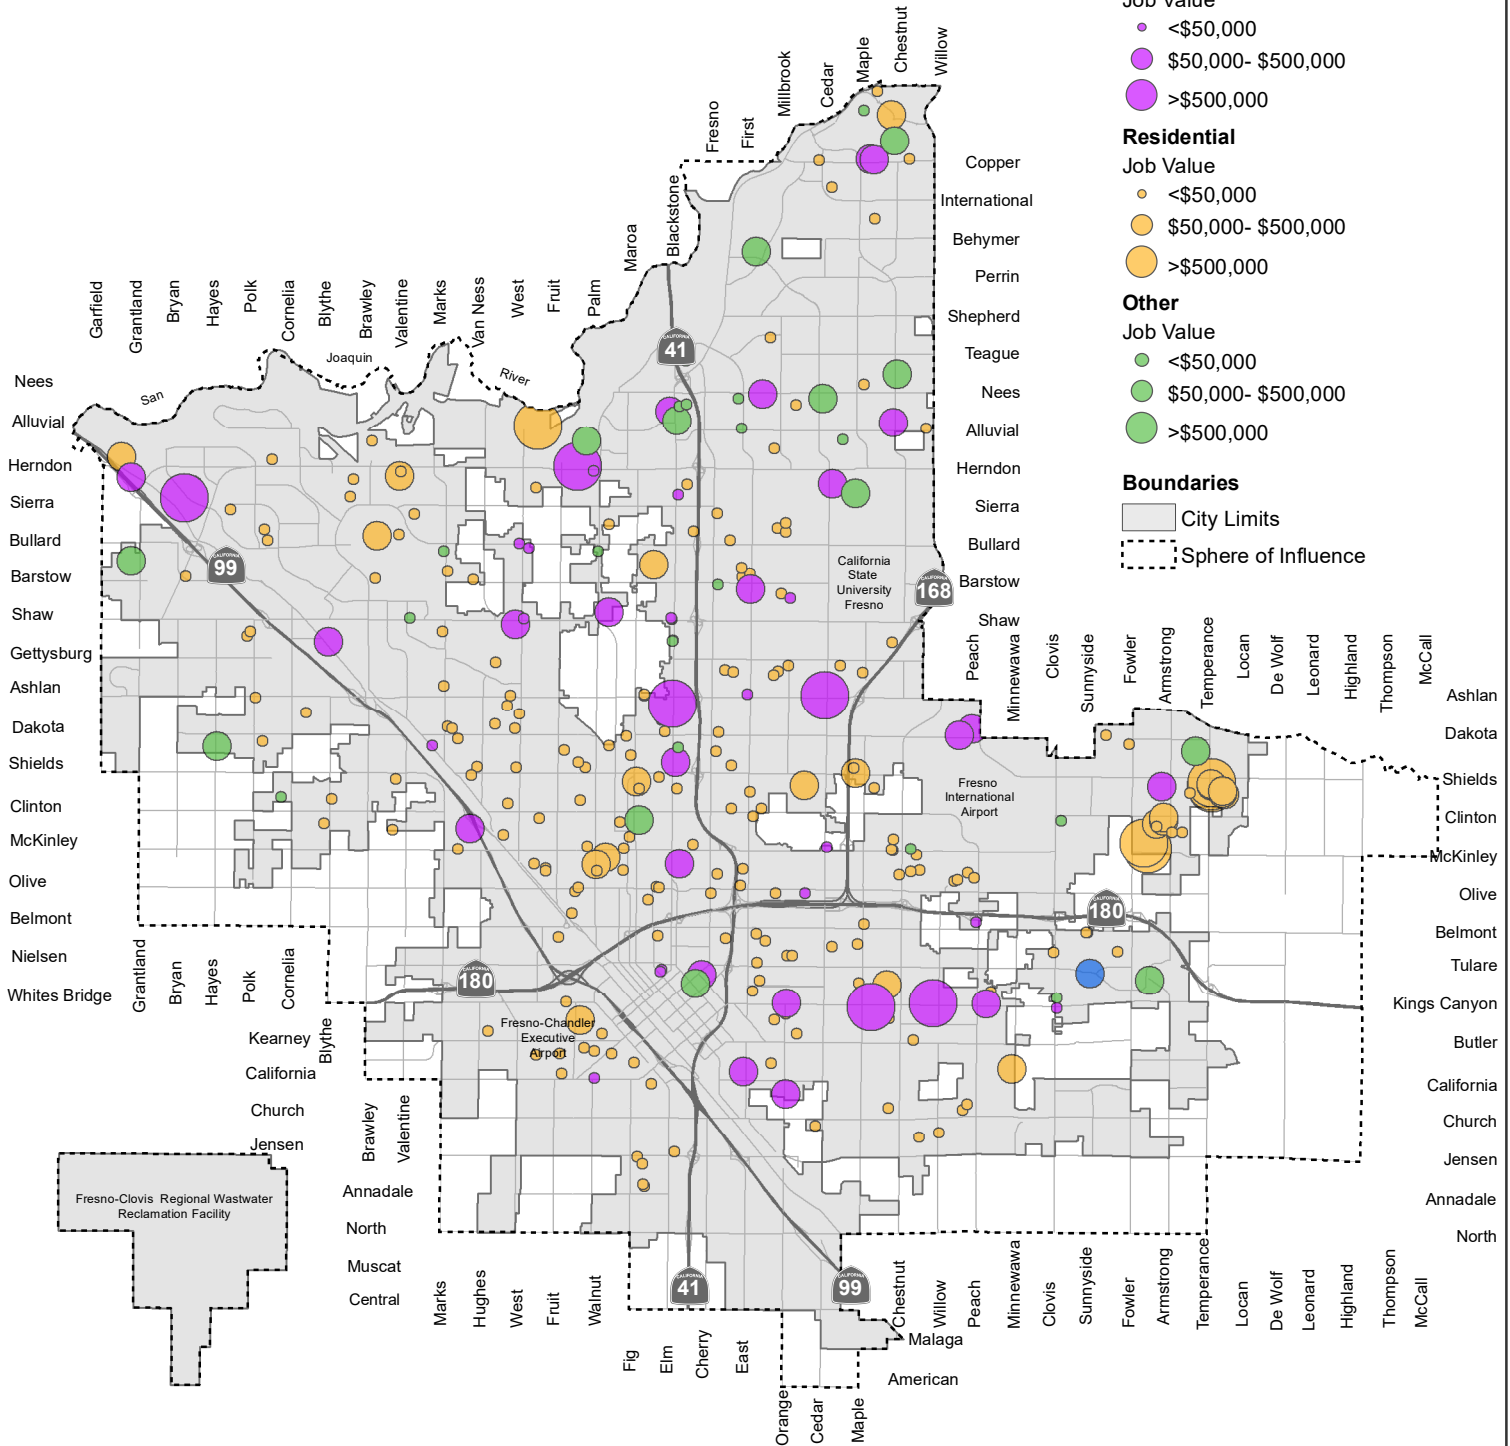 Job Value
<$50,000
$50,000- $500,000
>$500,000
Residential
Job Value
<$50,000
$50,000- $500,000
>$500,000
Other
Job Value
<$50,000
$50,000- $500,000
>$500,000
Boundaries
City Limits
Sphere of Influence
Fresno
First
Millbrook
Cedar
Maple
Chestnut
Willow
Copper
International
Behymer
Perrin
Shepherd
Teague
Nees
Alluvial
Herndon
Sierra
Bullard
Barstow
Shaw
Garfield
Grantland
Bryan
Hayes
Polk
Cornelia
Blythe
Brawley
Valentine
Marks
Van Ness
West
Fruit
Palm
Maroa
Blackstone
San
Joaquin
River
Nees
Alluvial
Herndon
Sierra
Bullard
Barstow
Shaw
Gettysburg
Ashlan
Dakota
Shields
Clinton
McKinley
Olive
Belmont
Nielsen
Whites Bridge
CALIFORNIA
41
CALIFORNIA
99
CALIFORNIA
168
California
State
University
Fresno
Peach
Minnewawa
Clovis
Sunnyside
Fowler
Armstrong
Temperance
Locan
De Wolf
Leonard
Highland
Thompson
McCall
Ashlan
Dakota
Shields
Clinton
McKinley
Olive
Belmont
Tulare
Kings Canyon
Butler
California
Church
Jensen
Annadale
North
Fresno
International
Airport
CALIFORNIA
180
CALIFORNIA
180
Grantland
Bryan
Hayes
Polk
Cornelia
Blythe
Kearney
California
Church
Jensen
Brawley
Valentine
Annadale
North
Muscat
Central
Fresno-Chandler
Executive
Airport
Fresno-Clovis Regional Wastwater
Reclamation Facility
Marks
Hughes
West
Fruit
Walnut
Fig
Elm
Cherry
East
Orange
Cedar
Maple
CALIFORNIA
41
CALIFORNIA
99
Chestnut
Willow
Peach
Minnewawa
Clovis
Sunnyside
Fowler
Armstrong
Temperance
Locan
De Wolf
Leonard
Highland
Thompson
McCall
Malaga
American